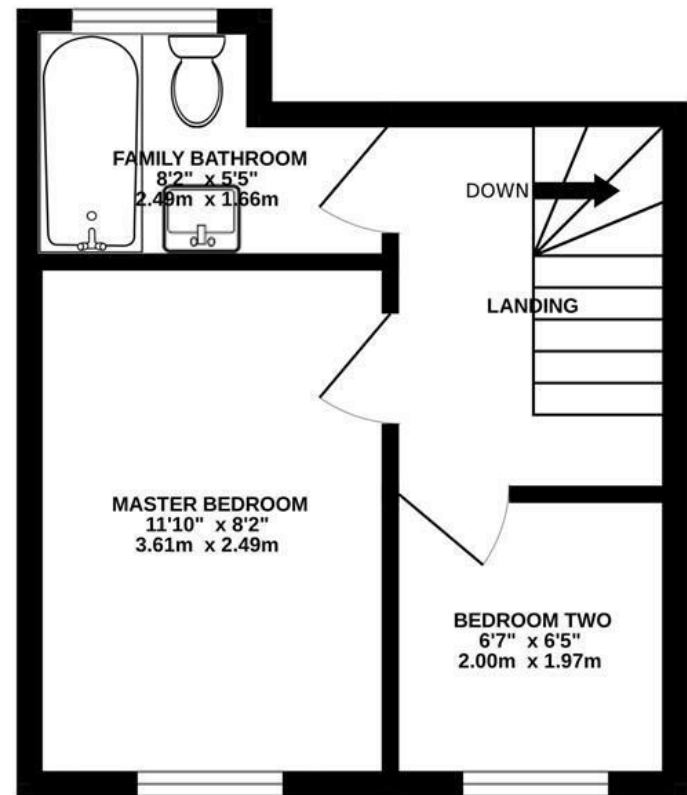 FAMILY BATHROOM
8'2" x 5'5"
2.49m x 1.66m
DOWN
LANDING
MASTER BEDROOM
11'10" x 8'2"
3.61m x 2.49m
BEDROOM TWO
6'7" x 6'5"
2.00m x 1.97m